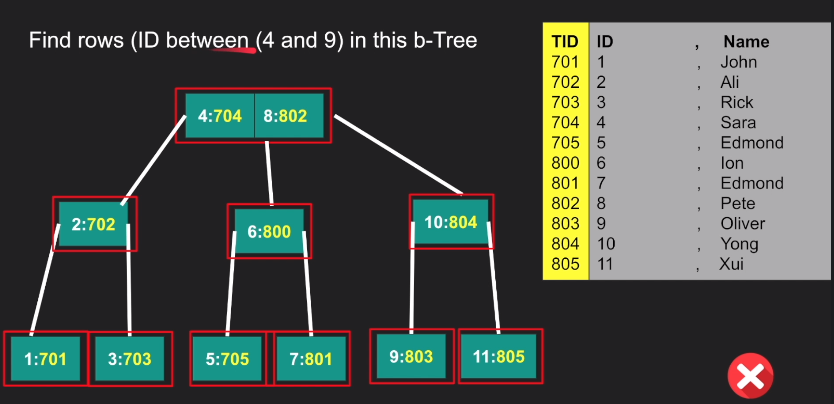 Find rows (ID between (4 and 9) in this b-Tree
4:704 8:802
2:702 6:800 10:804
1:701 3:703 5:705 7:801 9:803 11:805
TID ID , Name
701 1 , John
702 2 , Ali
703 3 , Rick
704 4 , Sara
705 5 , Edmond
800 6 , Ion
801 7 , Edmond
802 8 , Pete
803 9 , Oliver
804 10 , Yong
805 11 , Xui